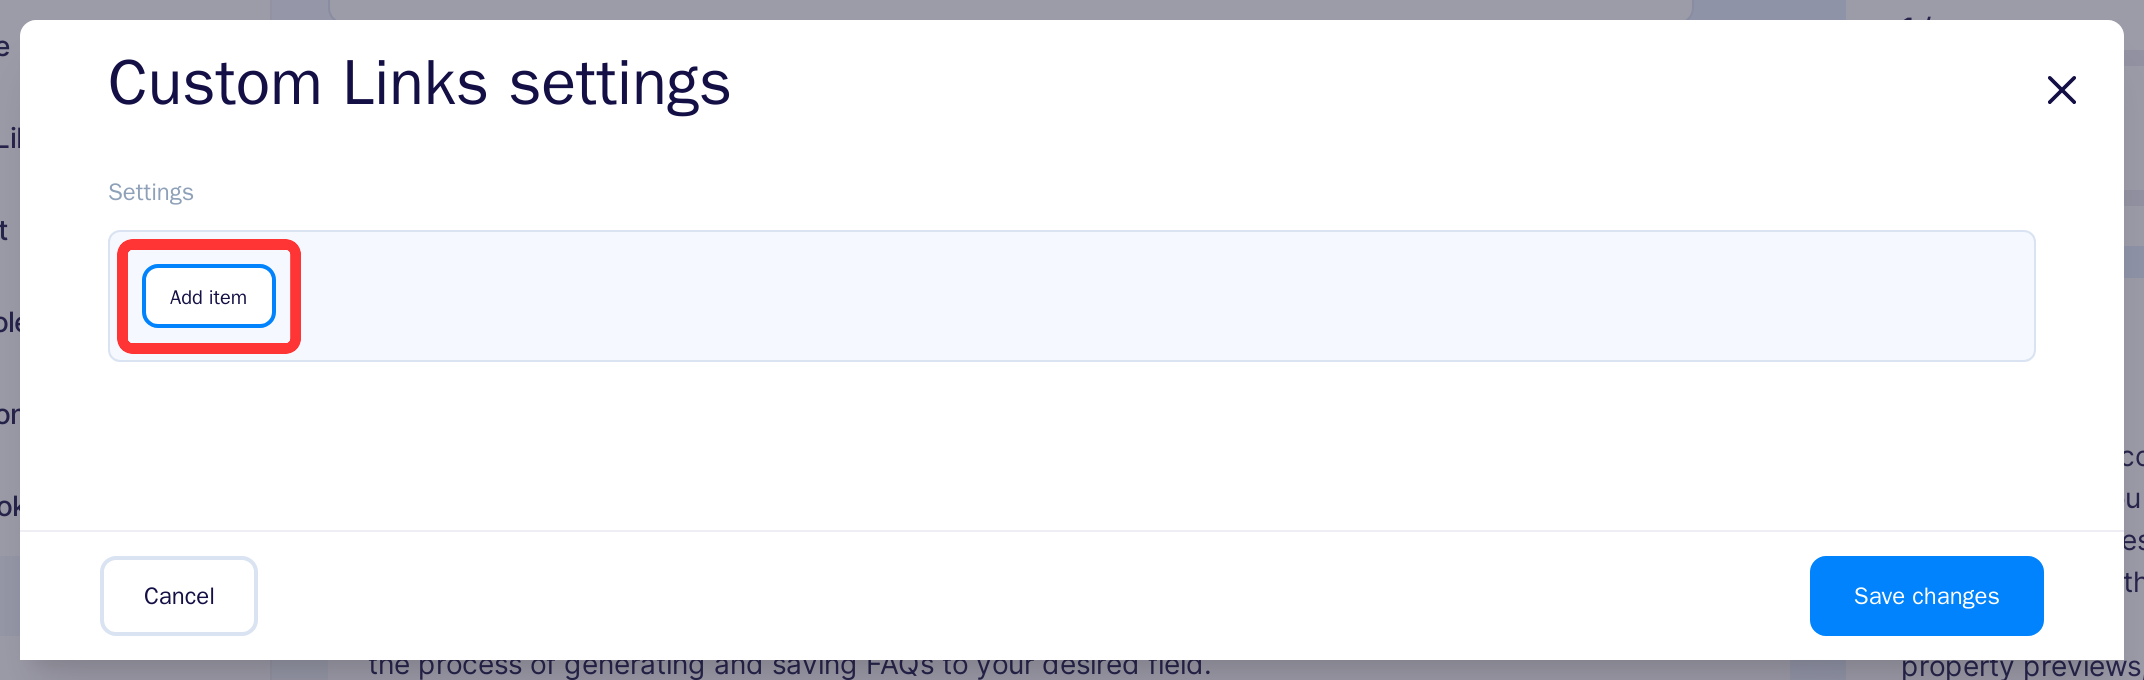 Custom Links settings
Settings
Add item
Cancel
Save changes
the process of generating and saving FAQs to your desired field.
property previews,